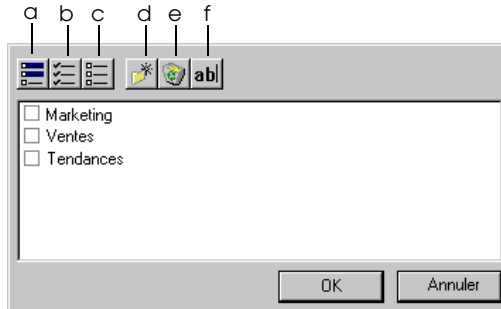 a b c d e f
ab
Marketing
Ventes
Tendances
OK Annuler